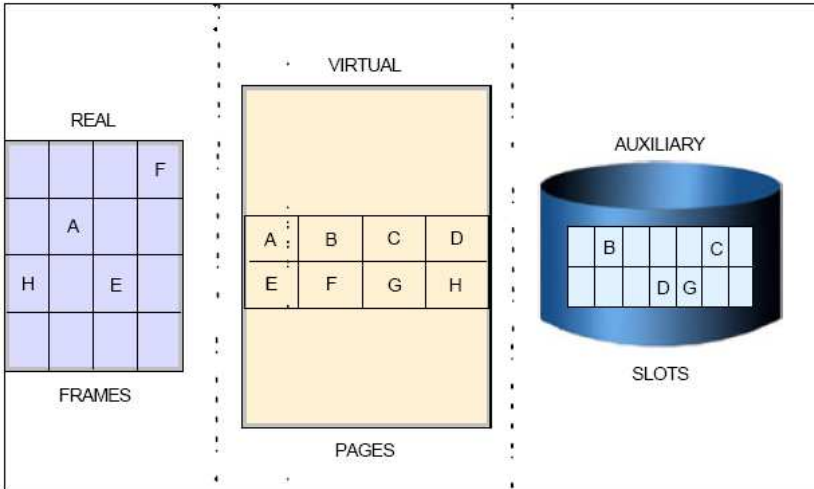 REAL
F
A
H E
FRAMES
VIRTUAL
A B C D
E F G H
PAGES
AUXILIARY
B C
D G
SLOTS